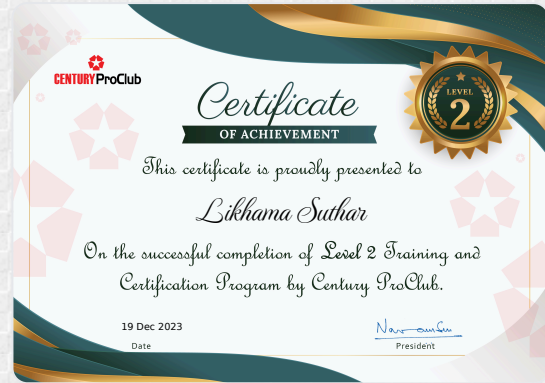 CENTURY ProClub
Certificate
OF ACHIEVEMENT
LEVEL
2
This certificate is proudly presented to
Likhama Suthar
On the successful completion of Level 2 Training and
Certification Program by Century ProClub.
19 Dec 2023
Date
President